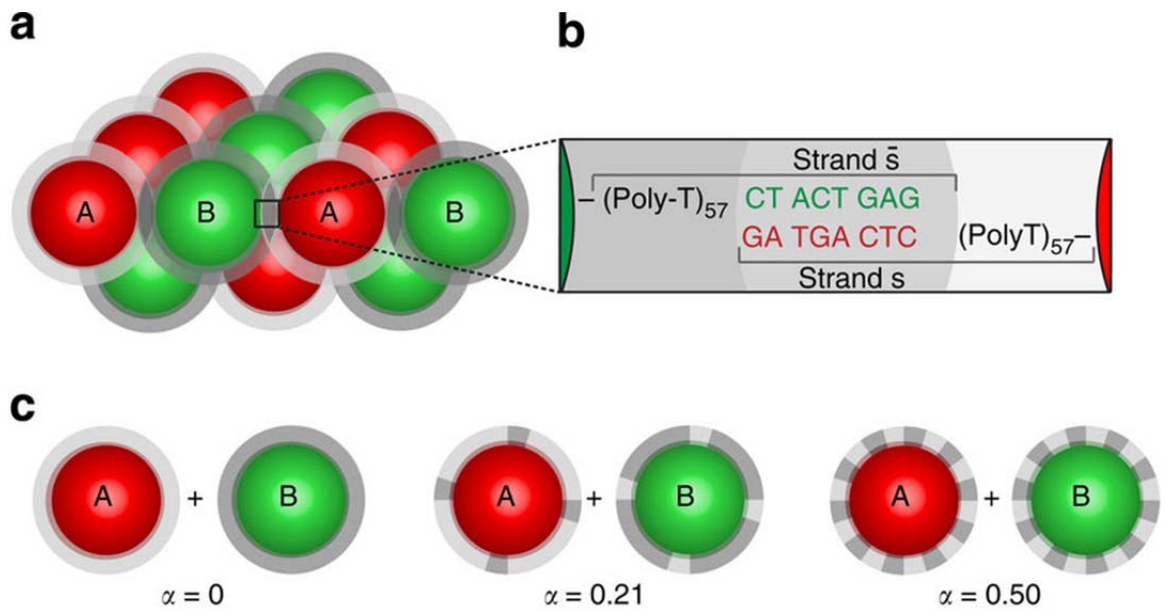 a
b
A B A B
Strand s̄
– (Poly-T)57 CT ACT GAG
GA TGA CTC (PolyT)57–
Strand s
c
A + B A + B A + B
α = 0 α = 0.21 α = 0.50